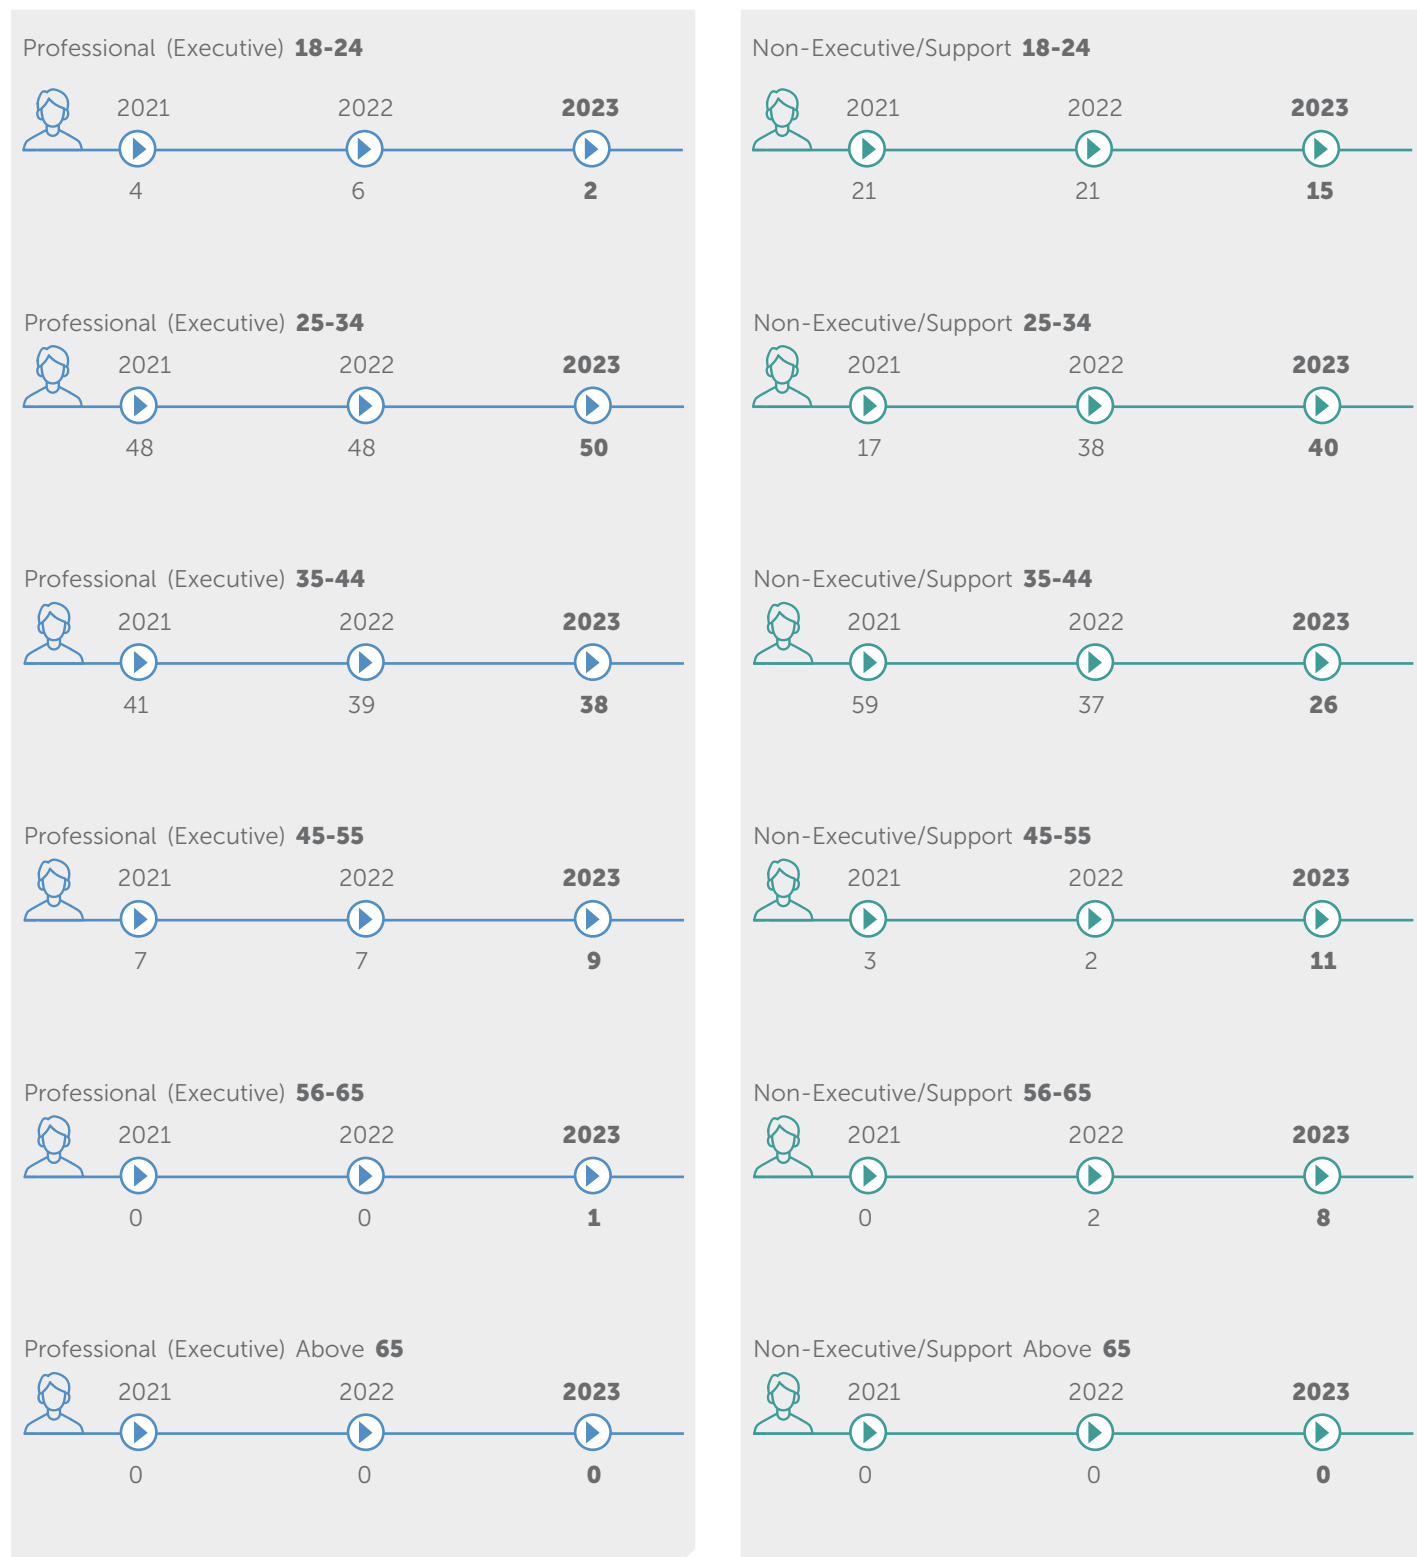 Professional (Executive) 18-24
2021 2022 2023
4 6 2
Professional (Executive) 25-34
2021 2022 2023
48 48 50
Professional (Executive) 35-44
2021 2022 2023
41 39 38
Professional (Executive) 45-55
2021 2022 2023
7 7 9
Professional (Executive) 56-65
2021 2022 2023
0 0 1
Professional (Executive) Above 65
2021 2022 2023
0 0 0
Non-Executive/Support 18-24
2021 2022 2023
21 21 15
Non-Executive/Support 25-34
2021 2022 2023
17 38 40
Non-Executive/Support 35-44
2021 2022 2023
59 37 26
Non-Executive/Support 45-55
2021 2022 2023
3 2 11
Non-Executive/Support 56-65
2021 2022 2023
0 2 8
Non-Executive/Support Above 65
2021 2022 2023
0 0 0